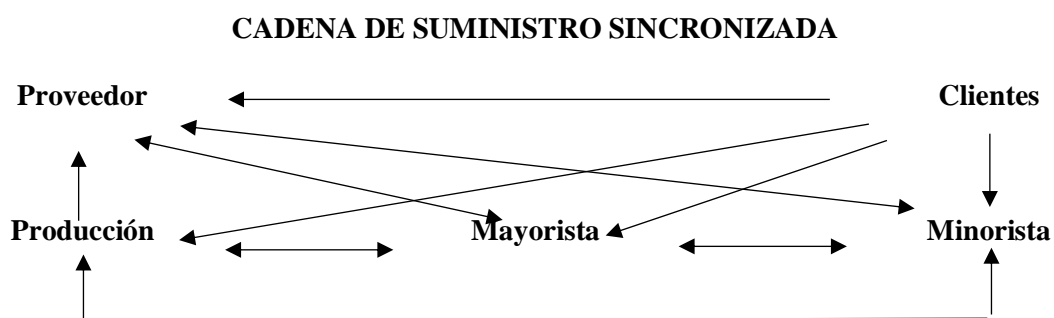 CADENA DE SUMINISTRO SINCRONIZADA
Proveedor Clientes
Producción Mayorista Minorista